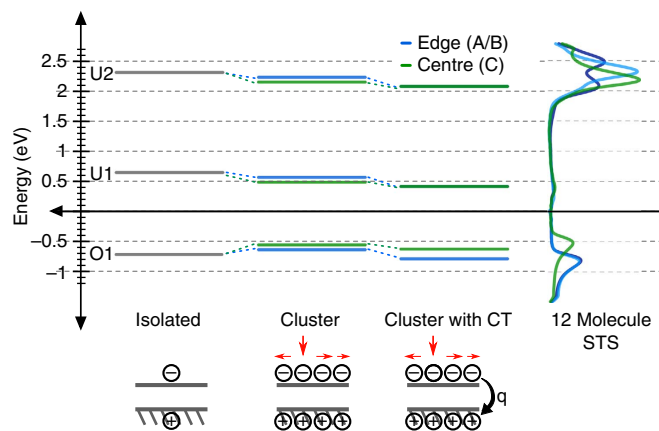 Edge (A/B)
Centre (C)
Energy (eV)
2.5
2
1.5
1
0.5
−0.5
−1
U2
U1
O1
Isolated
Cluster
Cluster with CT
12 Molecule
STS
− − − − − − − − −
q
+ + + + + + + + +